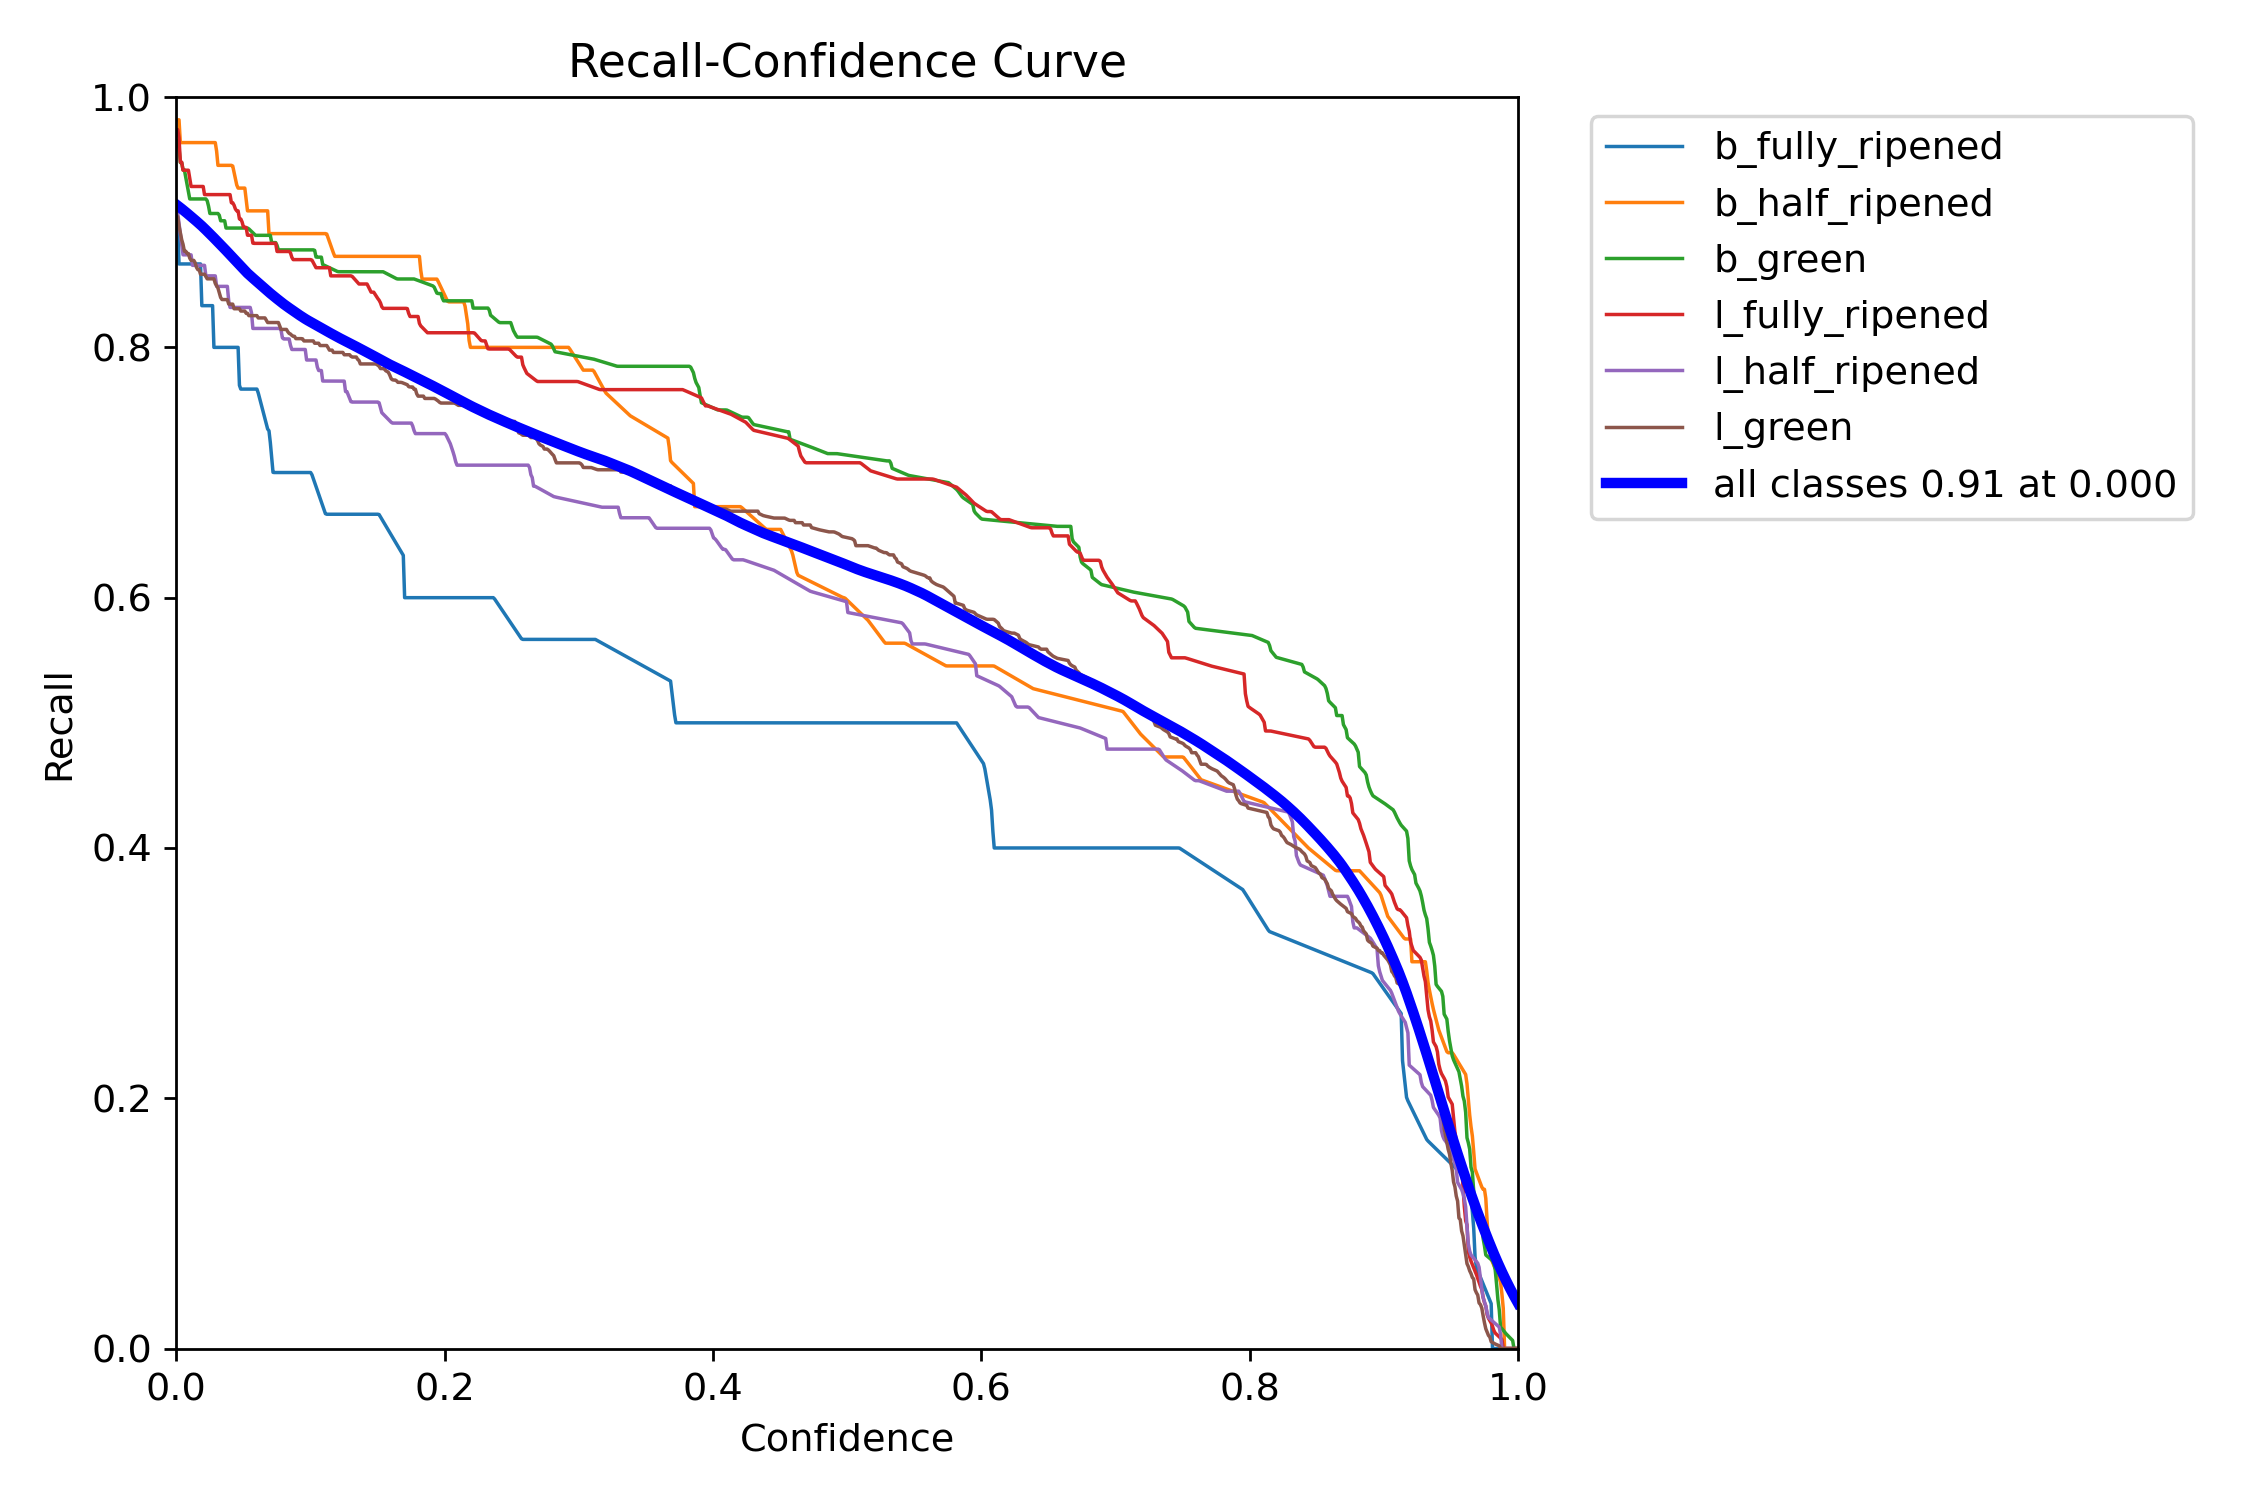 Recall-Confidence Curve
1.0
0.8
0.6
0.4
0.2
0.0
Recall
0.0 0.2 0.4 0.6 0.8 1.0
Confidence
b_fully_ripened
b_half_ripened
b_green
l_fully_ripened
l_half_ripened
l_green
all classes 0.91 at 0.000